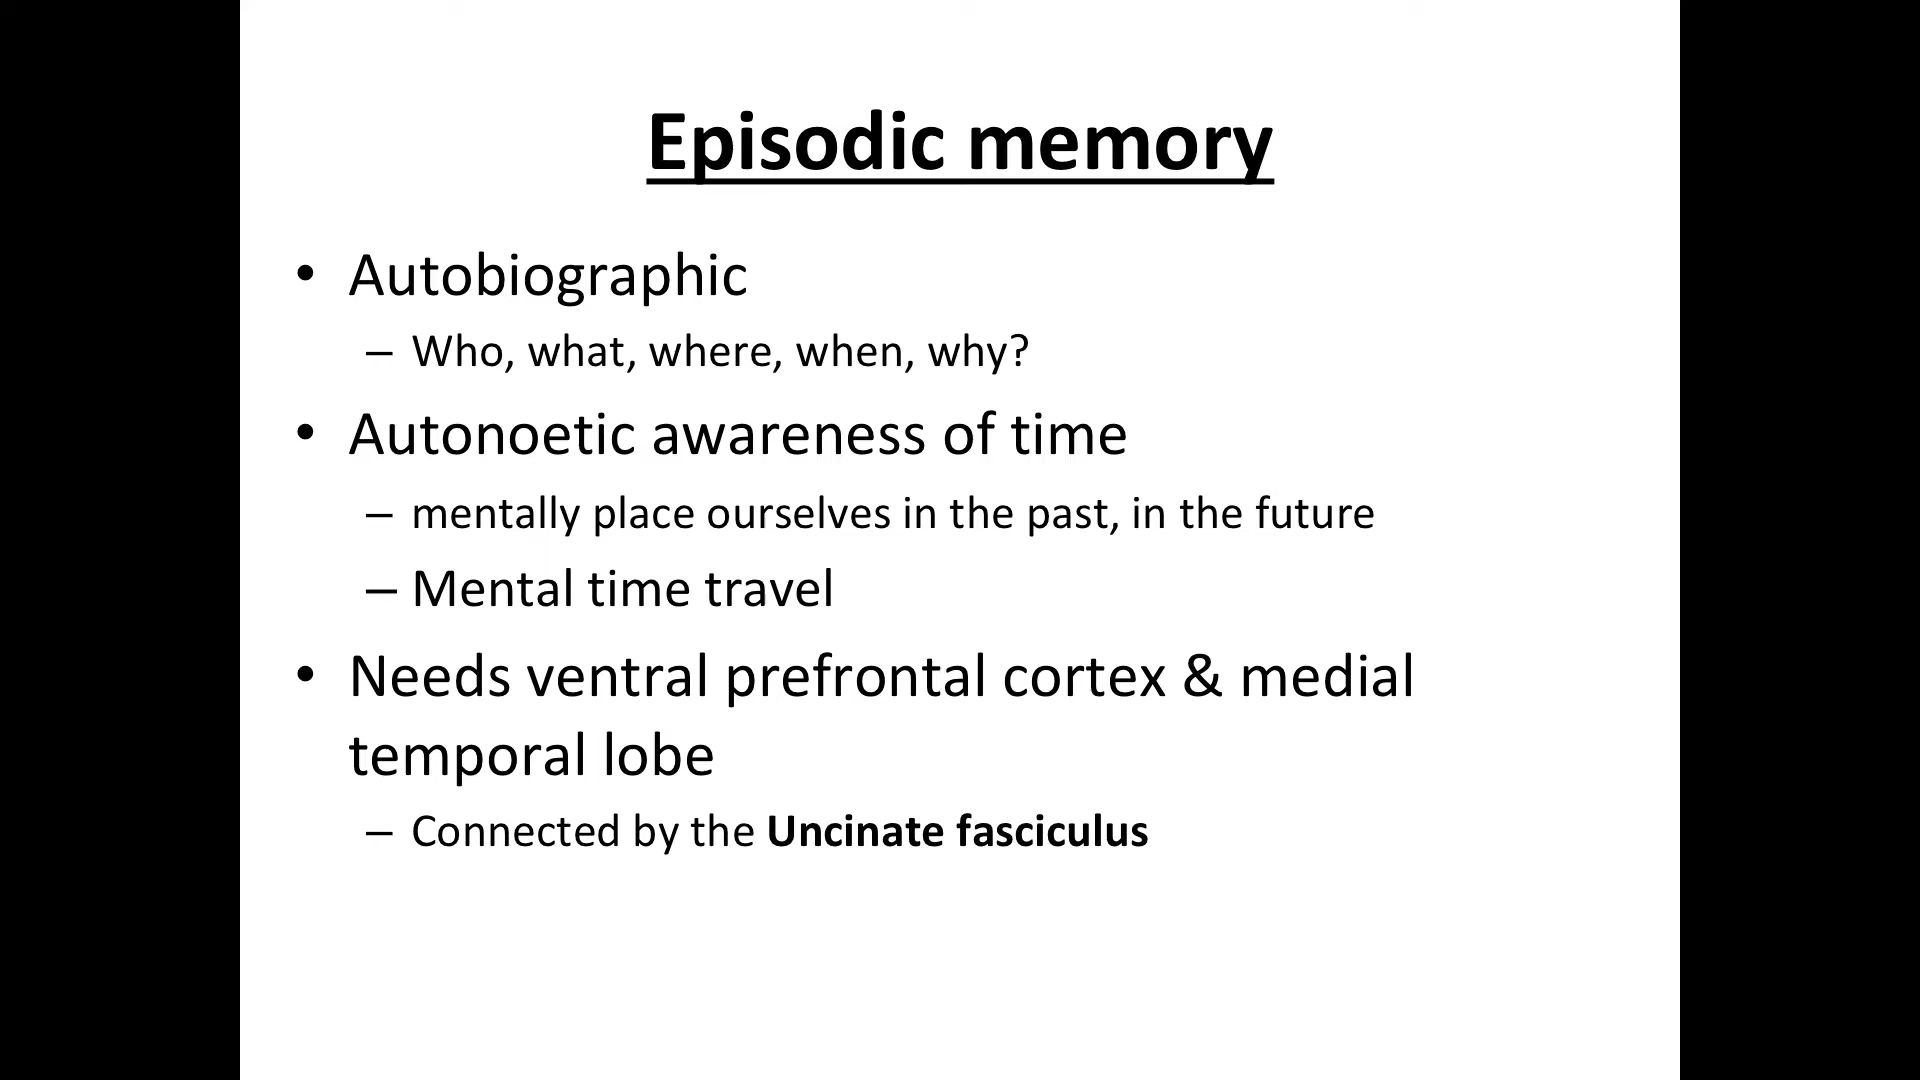 Episodic memory
• Autobiographic
– Who, what, where, when, why?
• Autonoetic awareness of time
– mentally place ourselves in the past, in the future
– Mental time travel
• Needs ventral prefrontal cortex & medial
temporal lobe
– Connected by the Uncinate fasciculus